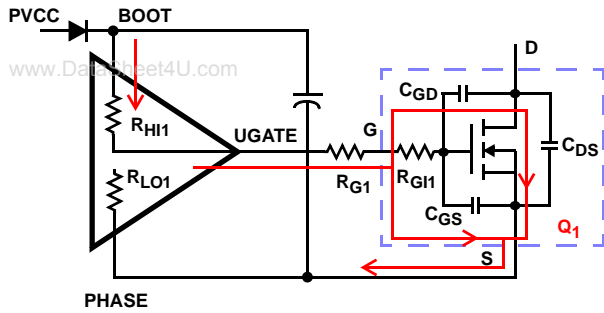 PVCC
BOOT
D
www.DataSheet4U.com
CGD
RHI1
UGATE
G
CDS
RLO1
RG1
RGI1
CGS
Q1
S
PHASE